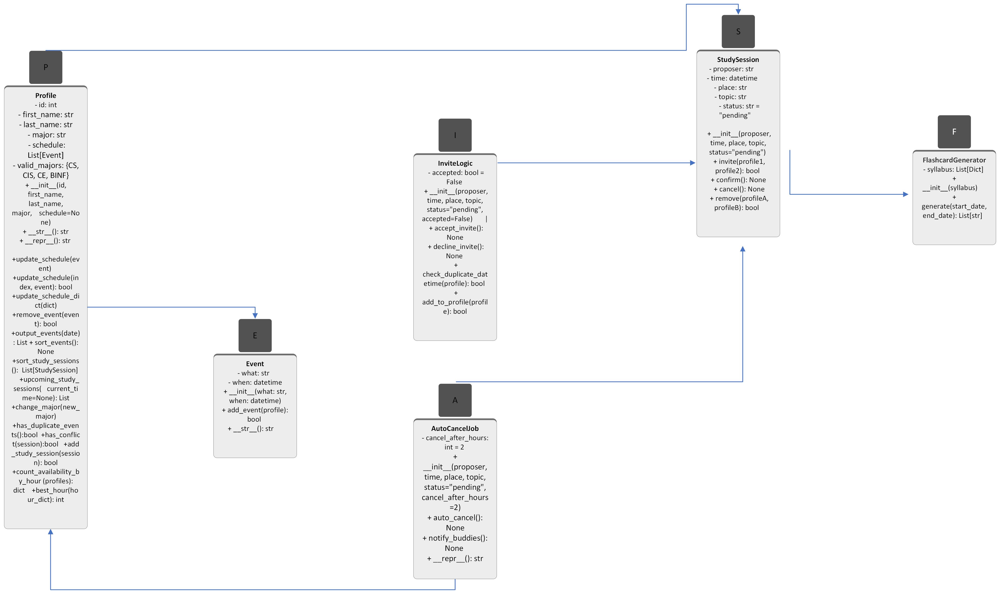 P
Profile
- id: int
- first_name: str
- last_name: str
- major: str
- schedule:
List[Event]
- valid_majors: {CS,
CIS, CE, BINF}
+ __init__(id,
first_name,
last_name,
major, schedule=No
ne)
+ __str__(): str
+ __repr__(): str
+update_schedule(ev
ent)
+update_schedule(in
dex, event): bool
+update_schedule_di
ct(dict)
+remove_event(even
t): bool
+output_events(date)
: List + sort_events():
None
+sort_study_sessions
(): List[StudySession]
+upcoming_study_
sessions( current_ti
me=None): List
+change_major(new_
major)
+has_duplicate_even
ts():bool +has_conflic
t(session):bool +add
_study_session(sessio
n): bool
+count_availability_b
y_hour (profiles):
dict +best_hour(ho
ur_dict): int
E
Event
- what: str
- when: datetime
+ __init__(what: str,
when: datetime)
+ add_event(profile):
bool
+ __str__(): str
I
InviteLogic
- accepted: bool =
False
+ __init__(proposer,
time, place, topic,
status="pending",
accepted=False) |
+ accept_invite():
None
+ decline_invite():
None
+
check_duplicate_dat
etime(profile): bool
+
add_to_profile(profil
e): bool
A
AutoCancelJob
- cancel_after_hours:
int = 2
+
__init__(proposer,
time, place, topic,
status="pending",
cancel_after_hours
=2)
+ auto_cancel():
None
+ notify_buddies():
None
+ __repr__(): str
S
StudySession
- proposer: str
- time: datetime
- place: str
- topic: str
- status: str =
"pending"
+ __init__(proposer,
time, place, topic,
status="pending")
+ invite(profile1,
profile2): bool
+ confirm(): None
+ cancel(): None
+ remove(profileA,
profileB): bool
F
FlashcardGenerator
- syllabus: List[Dict]
+
__init__(syllabus)
+
generate(start_date,
end_date): List[str]